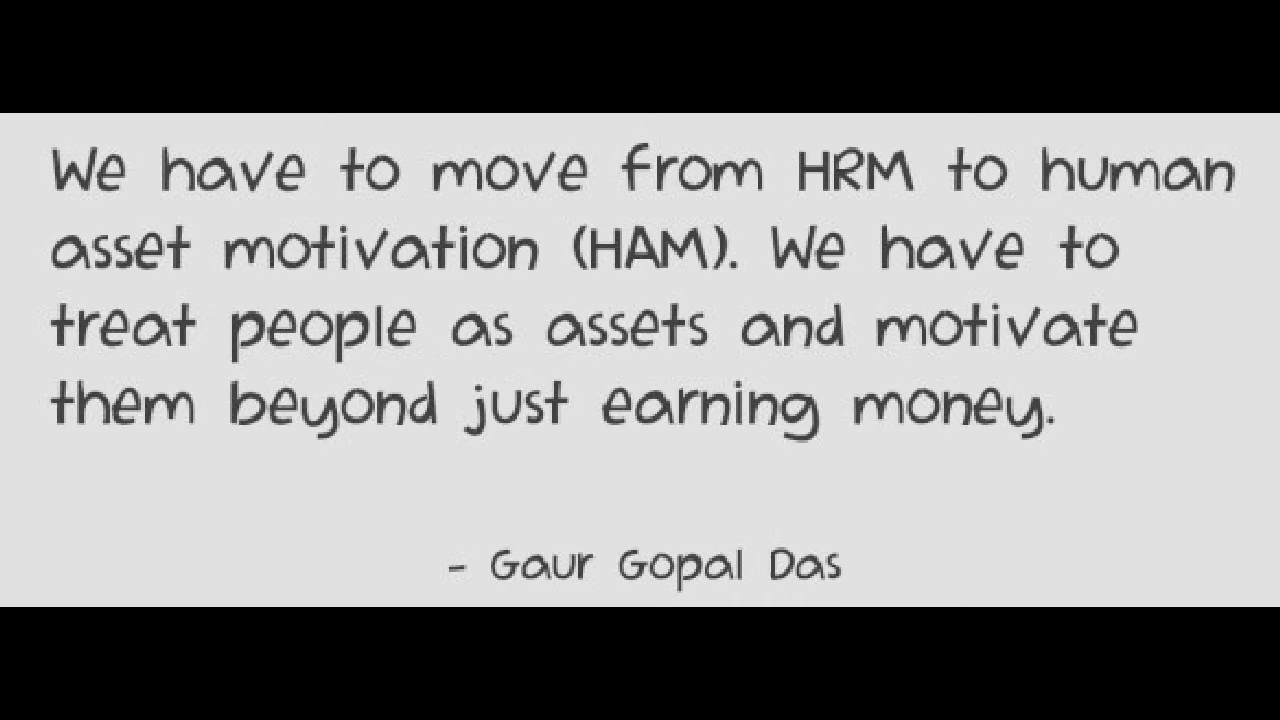 We have to move from HRM to human
asset motivation (HAM). We have to
treat people as assets and motivate
them beyond just earning money.
- Gaur Gopal Das